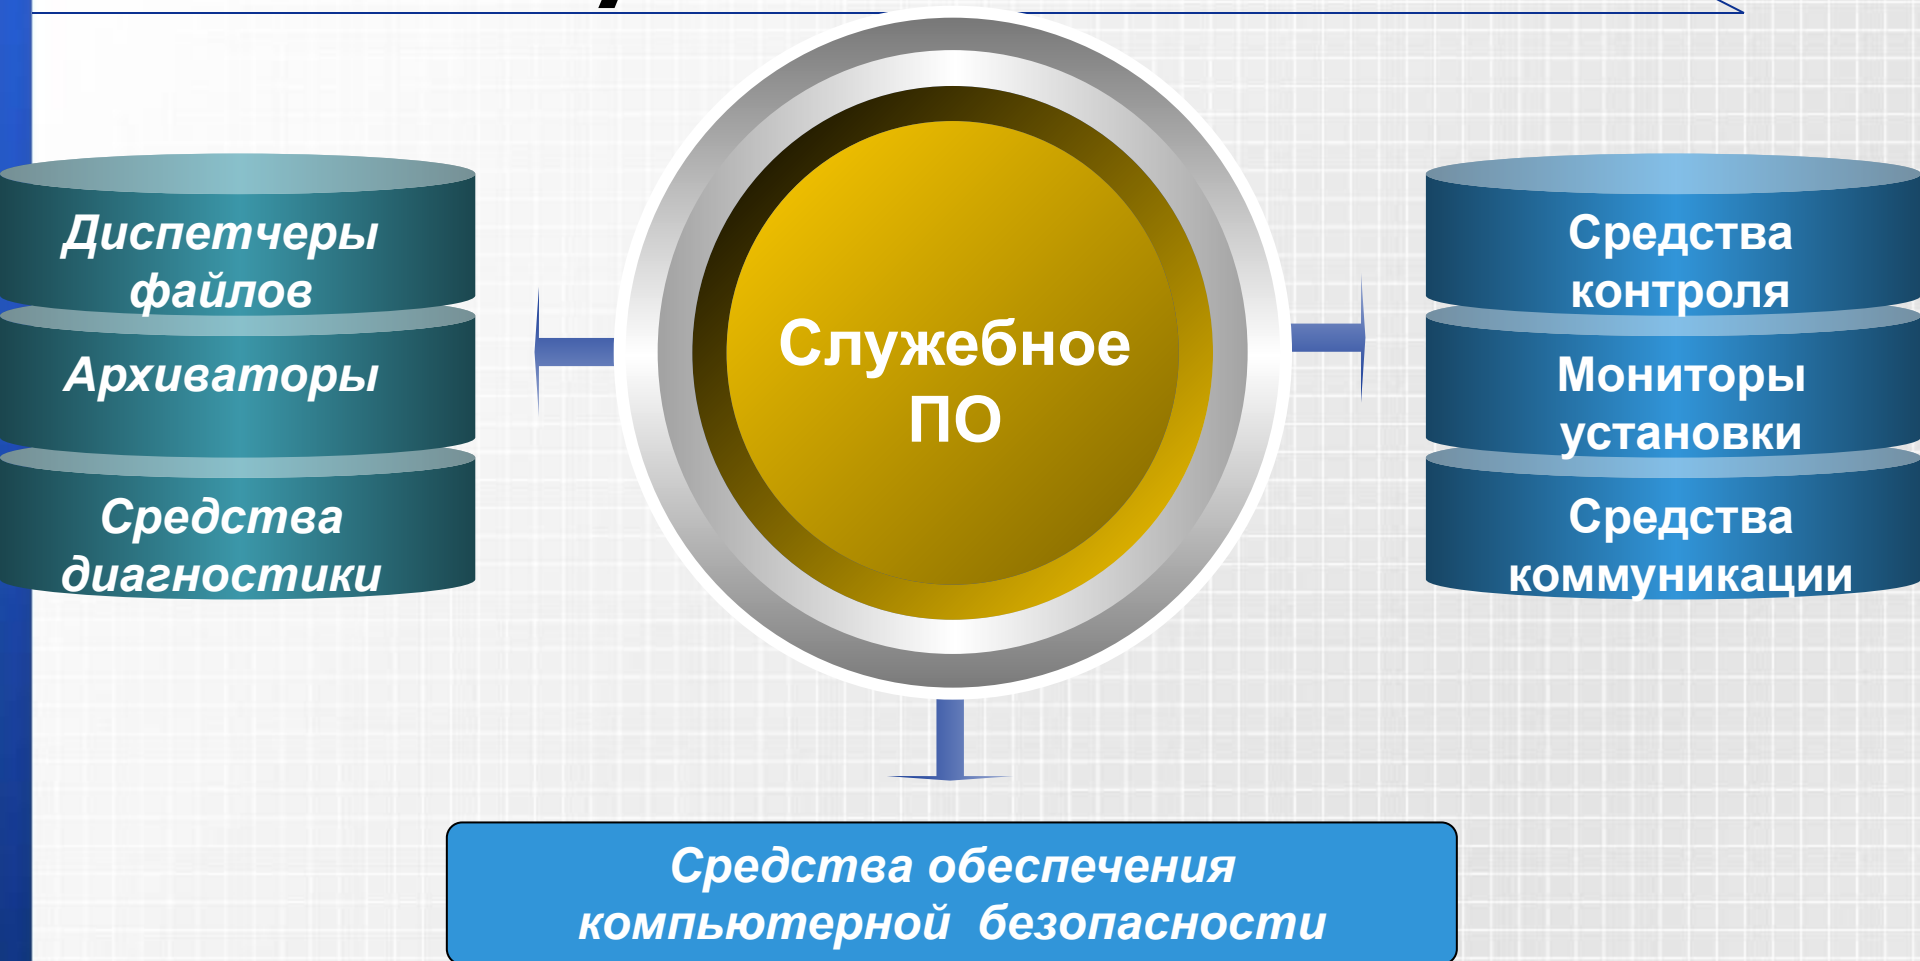 Диспетчеры
файлов
Архиваторы
Средства
диагностики
Служебное
ПО
Средства
контроля
Мониторы
установки
Средства
коммуникации
Средства обеспечения
компьютерной  безопасности